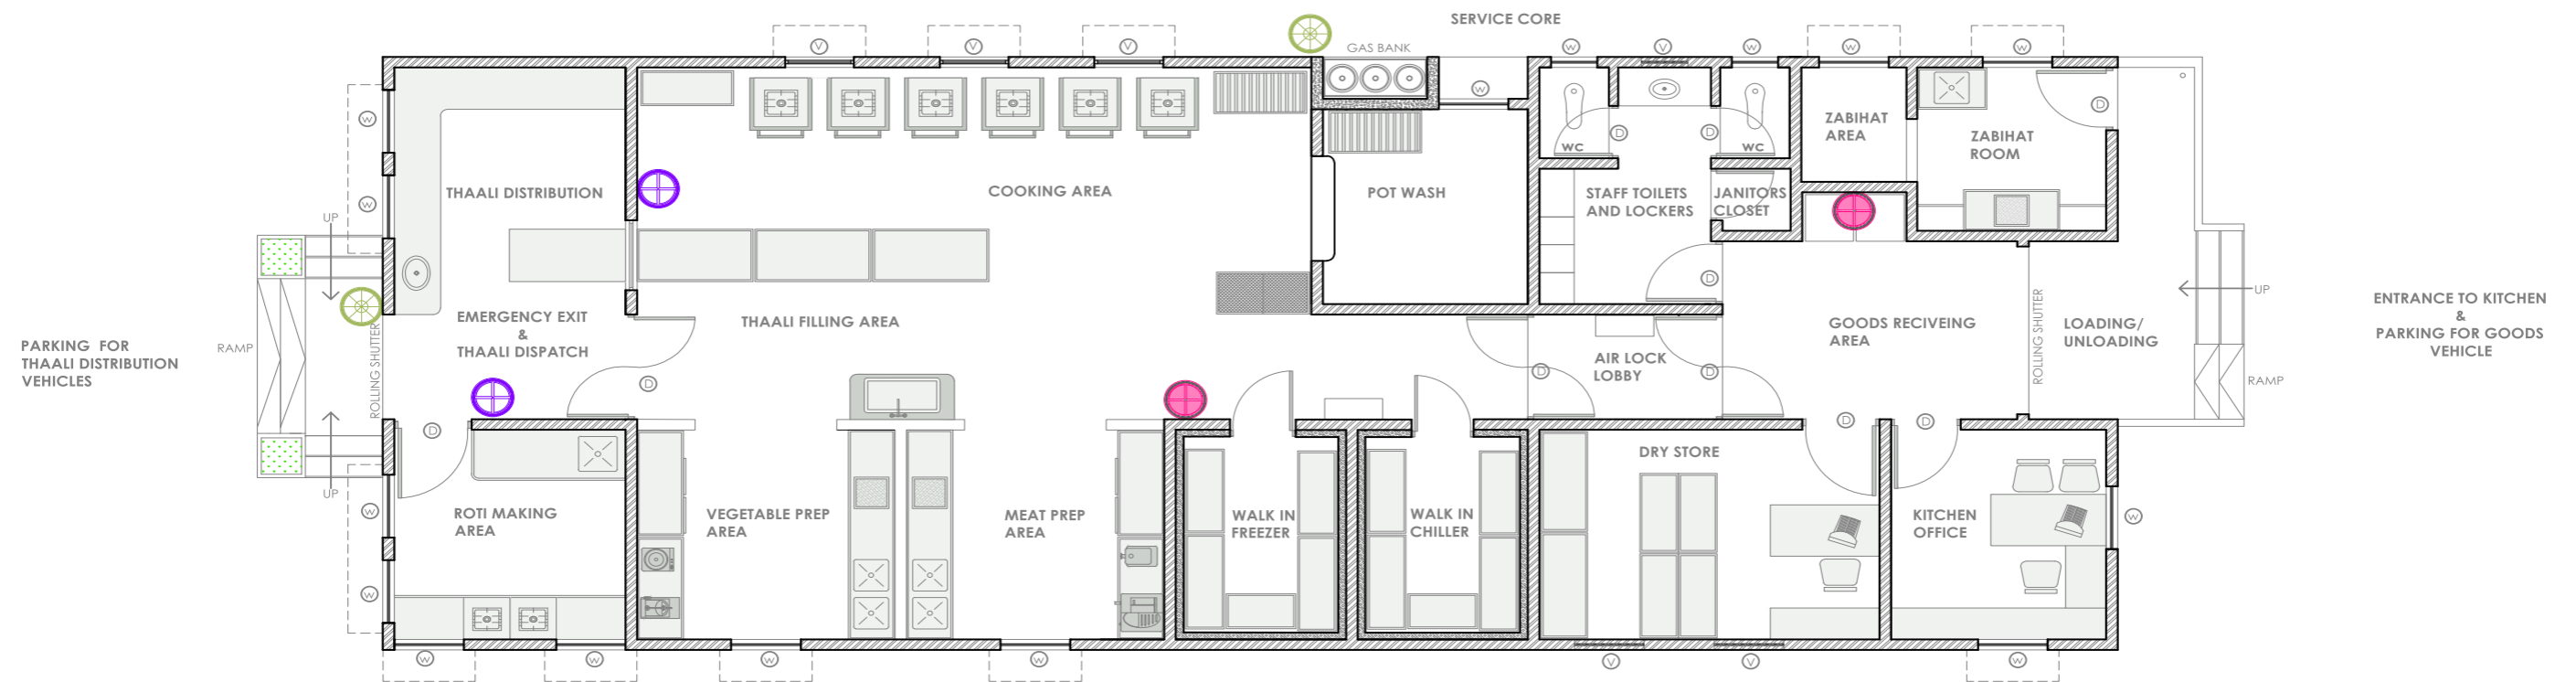 SERVICE CORE
V
V
V
GAS BANK
W
V
W
W
W
W
D
W
D
D
D
WC
WC
ZABIHAT
AREA
ZABIHAT
ROOM
W
THAALI DISTRIBUTION
COOKING AREA
POT WASH
STAFF TOILETS
AND LOCKERS
JANITORS
CLOSET
W
UP
D
UP
PARKING FOR
THAALI DISTRIBUTION
VEHICLES
RAMP
ROLLING SHUTTER
EMERGENCY EXIT
&
THAALI DISPATCH
THAALI FILLING AREA
AIR LOCK
LOBBY
GOODS RECIVEING
AREA
ROLLING SHUTTER
LOADING/
UNLOADING
ENTRANCE TO KITCHEN
&
PARKING FOR GOODS
VEHICLE
RAMP
D
D
D
D
D
D
UP
W
W
ROTI MAKING
AREA
VEGETABLE PREP
AREA
MEAT PREP
AREA
WALK IN
FREEZER
WALK IN
CHILLER
DRY STORE
KITCHEN
OFFICE
W
W
W
W
W
V
V
W